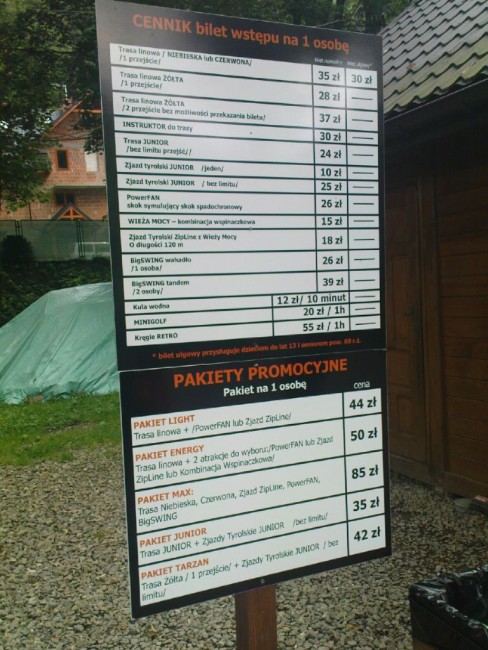 CENNIK bilet wstępu na 1 osobę
Trasa linowa / NIEBIESKA lub CZERWONA/
/1 przejście/
35 zł
30 zł
Trasa linowa ŻÓŁTA
/1 przejście/
28 zł
Trasa linowa ŻÓŁTA
/2 przejście bez możliwości przekazania biletu/
37 zł
INSTRUKTOR do trasy
30 zł
Trasa JUNIOR
/bez limitu przejść//
24 zł
Zjazd tyrolski JUNIOR /jeden/
10 zł
Zjazd tyrolski JUNIOR / bez limitu/
25 zł
PowerFAN
skok symulujący skok spadochronowy
26 zł
WIEŻA MOCY – kombinacja wspinaczkowa
15 zł
Zjazd Tyrolski ZipLine z Wieży Mocy
O długości 120 m
18 zł
BigSWING wahadło
/1 osoba/
26 zł
BigSWING tandem
/2 osoby/
39 zł
Kula wodna
12 zł/ 10 minut
MINIGOLF
20 zł / 1h
Kręgle RETRO
55 zł / 1h
* bilet ulgowy przysługuje dzieciom do lat 13 i seniorom pow.
PAKIETY PROMOCYJNE
Pakiet na 1 osobę
cena
PAKIET LIGHT
Trasa linowa + /PowerFAN lub Zjazd ZipLine/
44 zł
PAKIET ENERGY
Trasa linowa + 2 atrakcje do wyboru:/PowerFAN lub Zjazd
ZipLine lub Kombinacja Wspinaczkowa/
50 zł
PAKIET MAX:
Trasa Niebieska, Czerwona, Zjazd ZipLine, PowerFAN,
BigSWING
85 zł
PAKIET JUNIOR
Trasa JUNIOR + Zjazdy Tyrolskie JUNIOR /bez limitu/
35 zł
PAKIET TARZAN
Trasa Żółta / 1 przejście/ + Zjazdy Tyrolskie JUNIOR / bez
limitu/
42 zł